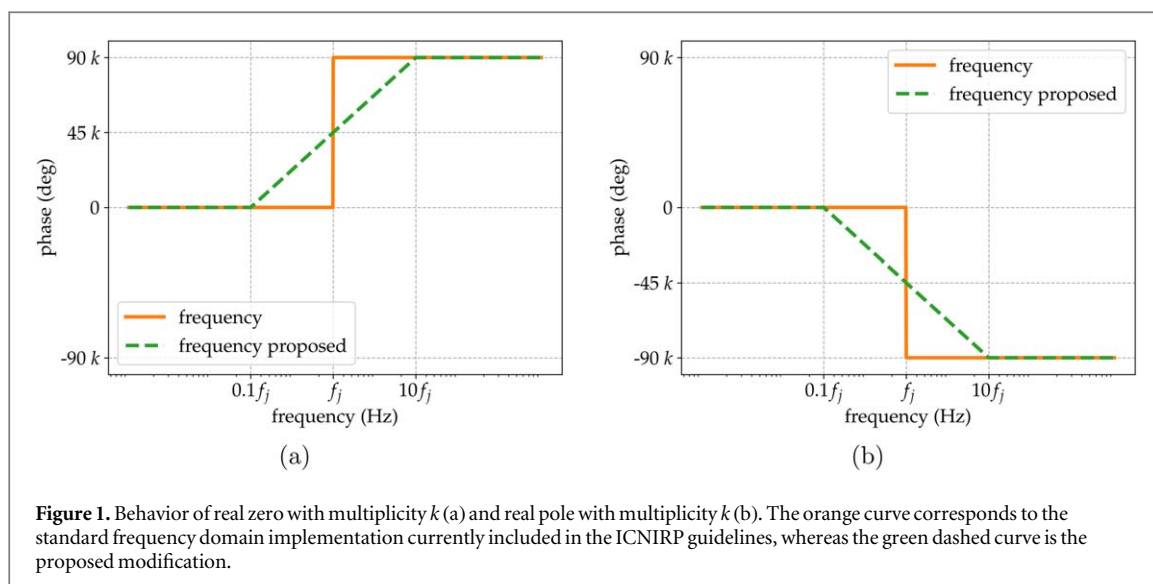 90 k
45 k
0
-90 k
phase (deg)
frequency
frequency proposed
0.1f_j
f_j
10f_j
frequency (Hz)
(a)
90 k
0
-45 k
-90 k
phase (deg)
frequency
frequency proposed
0.1f_j
f_j
10f_j
frequency (Hz)
(b)
Figure 1. Behavior of real zero with multiplicity k (a) and real pole with multiplicity k (b). The orange curve corresponds to the
standard frequency domain implementation currently included in the ICNIRP guidelines, whereas the green dashed curve is the
proposed modification.